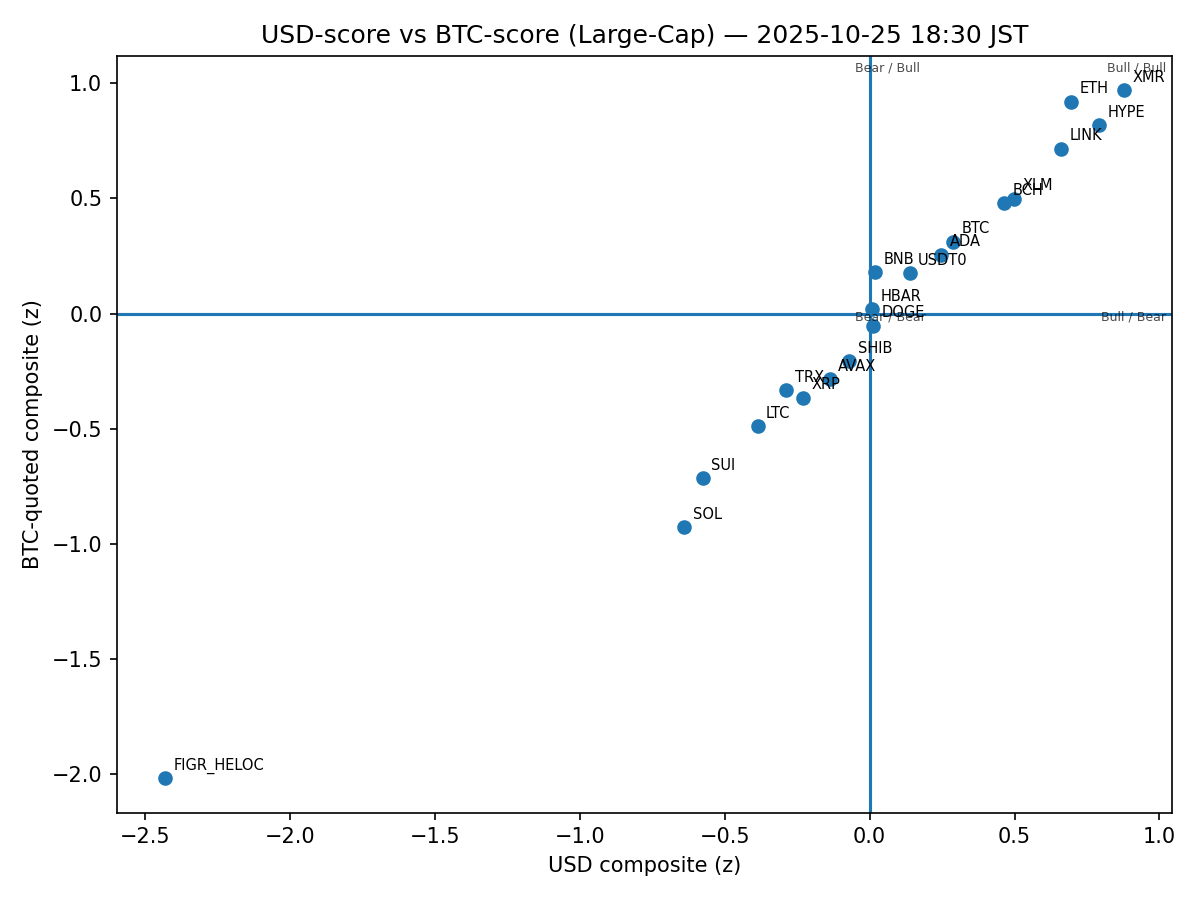 USD-score vs BTC-score (Large-Cap) — 2025-10-25 18:30 JST
Bear / Bull
Bull / Bull
XMR
ETH
HYPE
LINK
XLM
BCH
BTC
ADA
BNB
USDT0
HBAR
DOGE
Bear / Bear
Bull / Bear
SHIB
AVAX
TRX
XRP
LTC
SUI
SOL
FIGR_HELOC
1.0
0.5
0.0
−0.5
−1.0
−1.5
−2.0
BTC-quoted composite (z)
−2.5
−2.0
−1.5
−1.0
−0.5
0.0
0.5
1.0
USD composite (z)